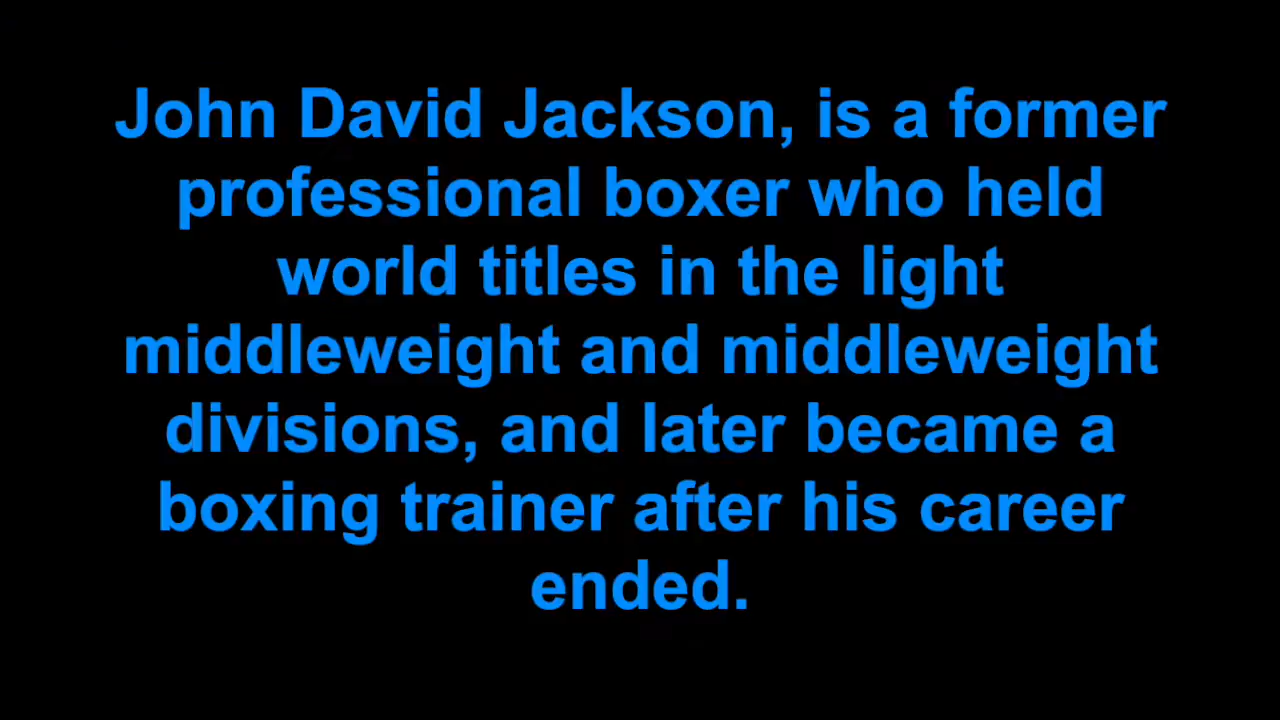 John David Jackson, is a former
professional boxer who held
world titles in the light
middleweight and middleweight
divisions, and later became a
boxing trainer after his career
ended.